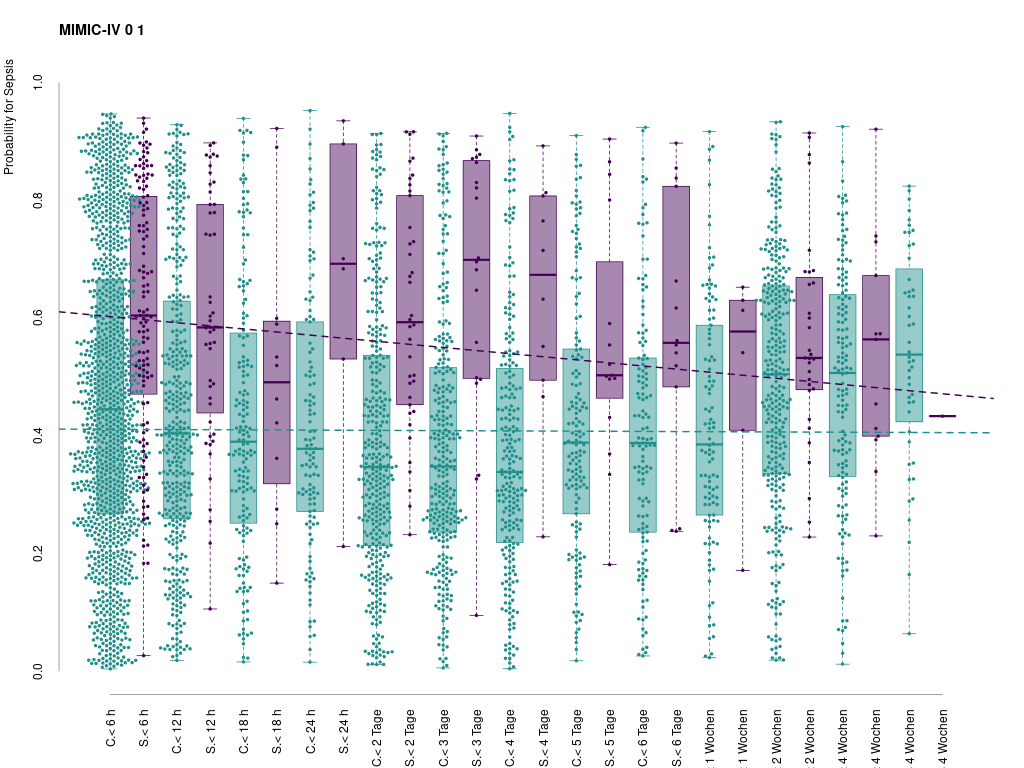 MIMIC-IV 0 1
Probability for Sepsis
1.0
0.8
0.6
0.4
0.2
0.0
C.< 6 h
S.< 6 h
C.< 12 h
S.< 12 h
C.< 18 h
S.< 18 h
C.< 24 h
S.< 24 h
C.< 2 Tage
S.< 2 Tage
C.< 3 Tage
S.< 3 Tage
C.< 4 Tage
S.< 4 Tage
C.< 5 Tage
S.< 5 Tage
C.< 6 Tage
S.< 6 Tage
1 Wochen
1 Wochen
2 Wochen
2 Wochen
4 Wochen
4 Wochen
4 Wochen
4 Wochen